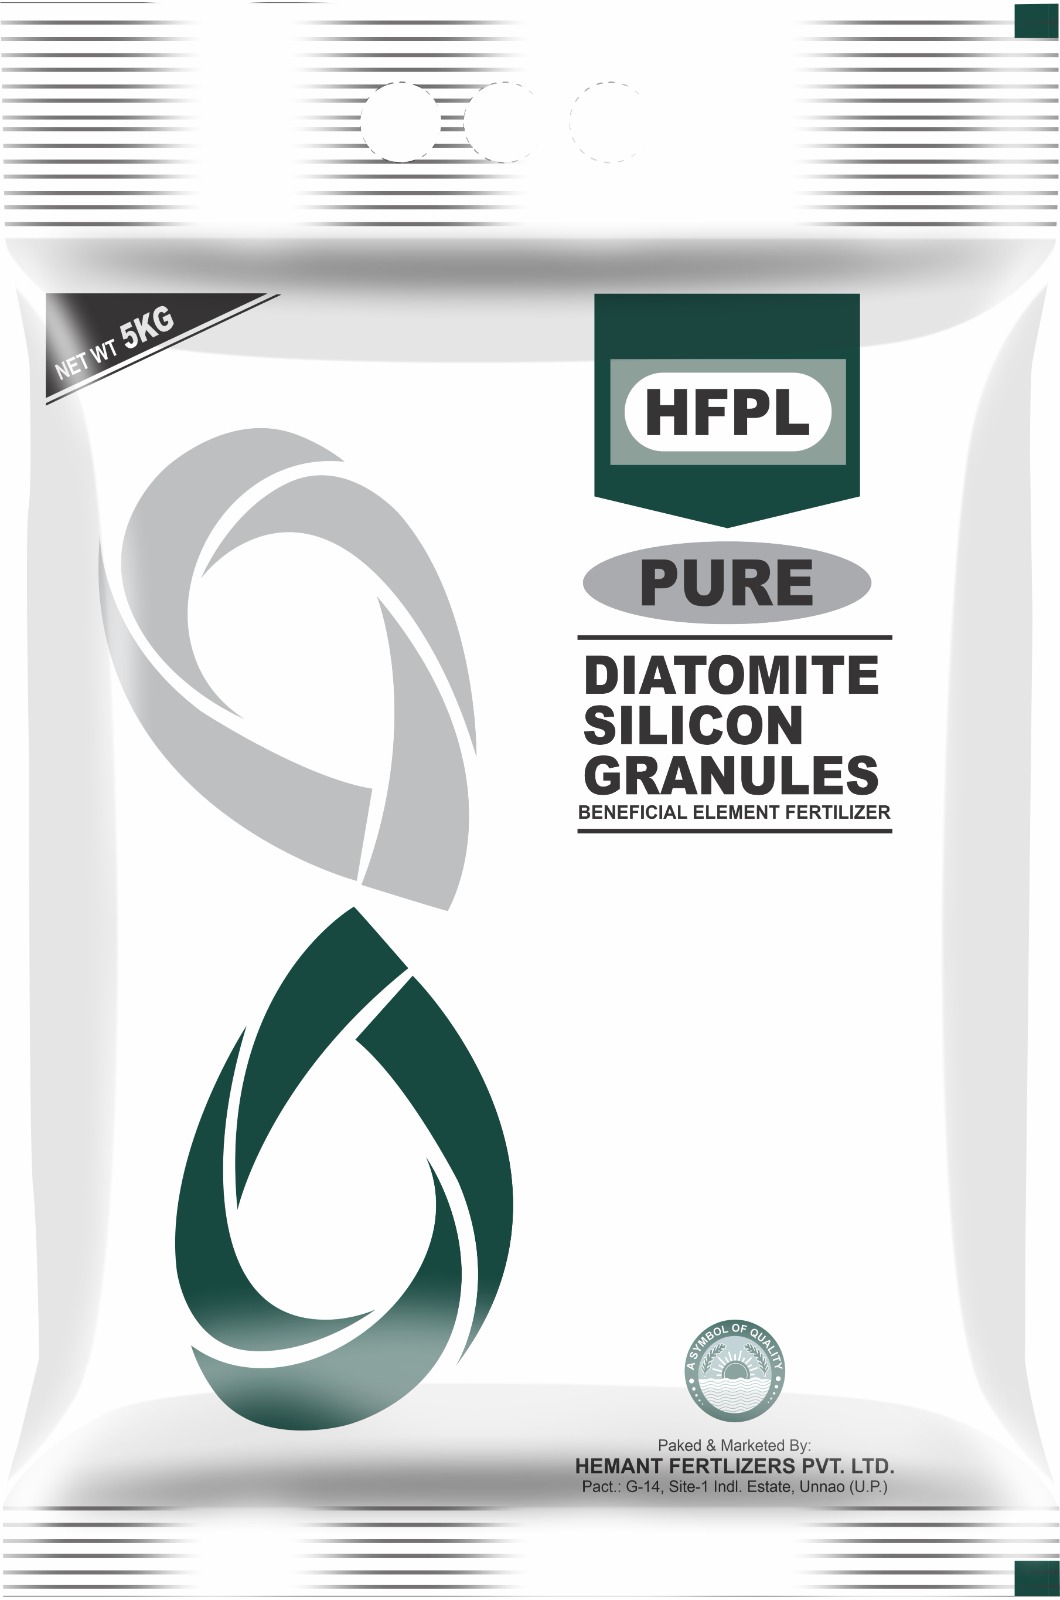 NET WT 5KG
HFPL
PURE
DIATOMITE
SILICON
GRANULES
BENEFICIAL ELEMENT FERTILIZER
A SYMBOL OF QUALITY
Paked & Marketed By:
HEMANT FERTLIZERS PVT. LTD.
Pact.: G-14, Site-1 Indl. Estate, Unnao (U.P.)